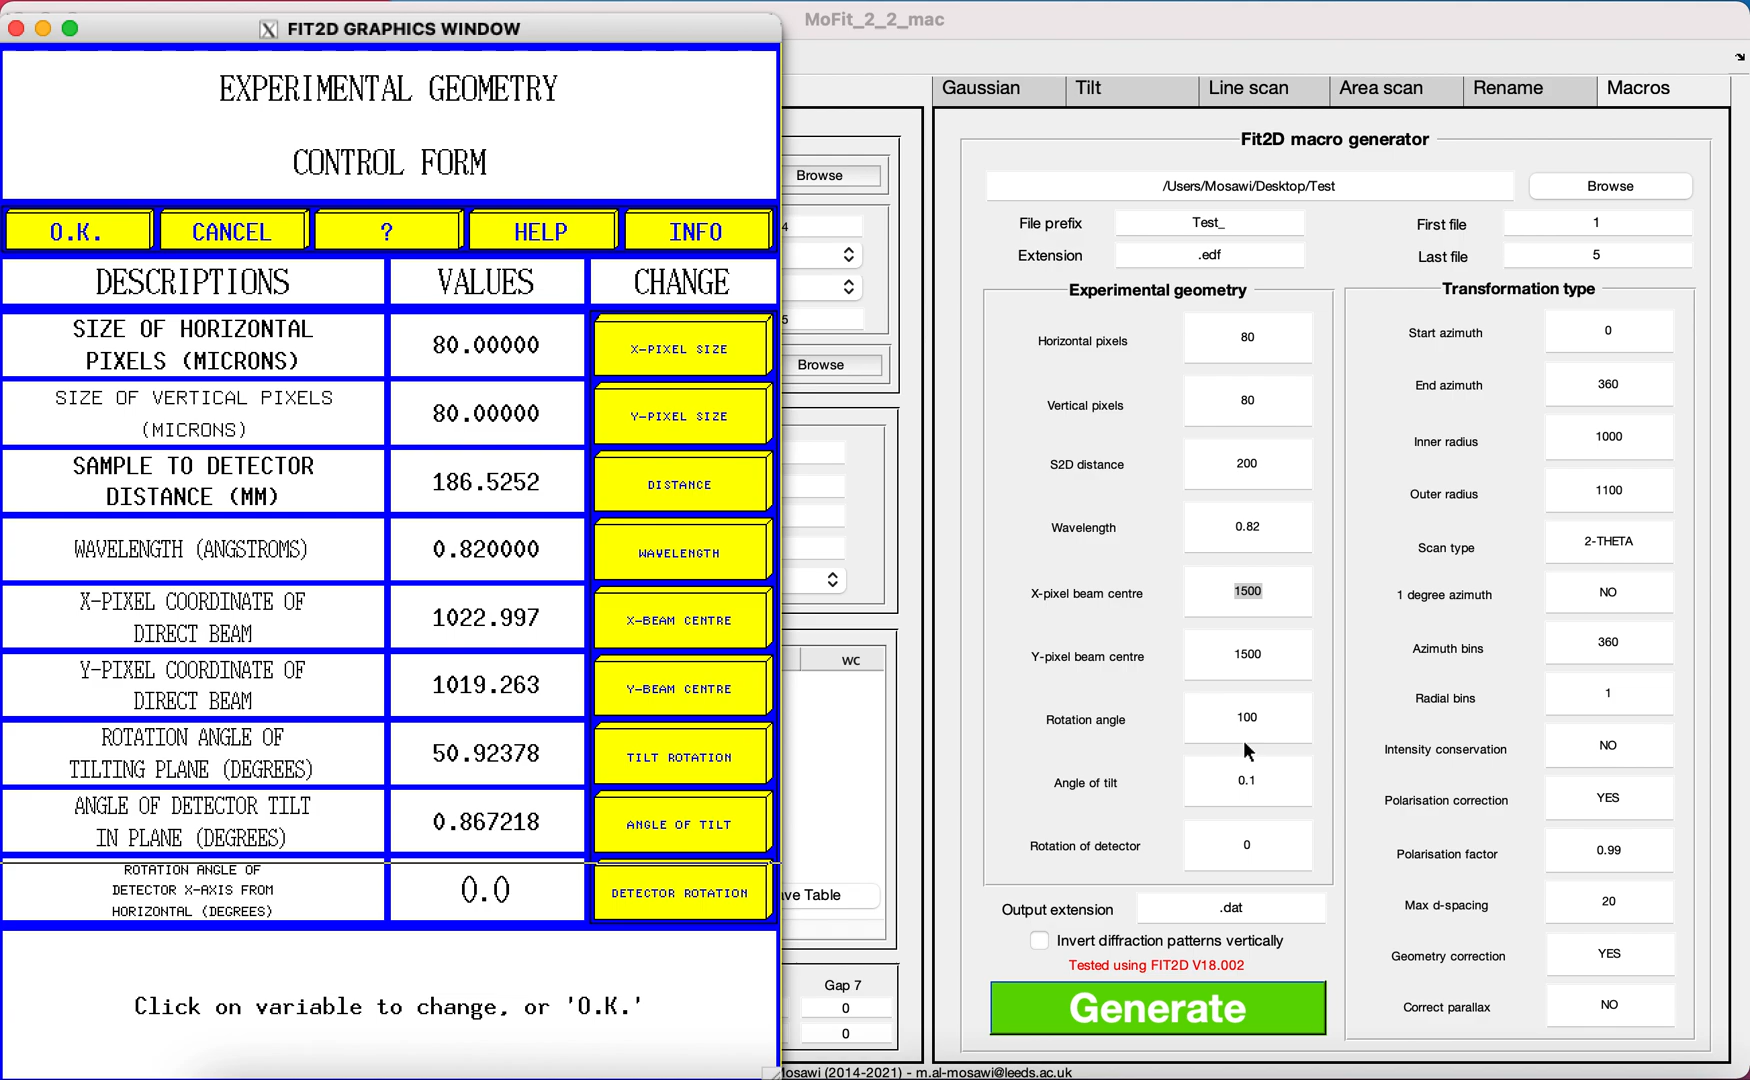 FIT2D GRAPHICS WINDOW
MoFit_2_2_mac
EXPERIMENTAL GEOMETRY
CONTROL FORM
O.K. CANCEL ? HELP INFO
DESCRIPTIONS VALUES CHANGE
SIZE OF HORIZONTAL
PIXELS (MICRONS)
80.00000
X-PIXEL SIZE
SIZE OF VERTICAL PIXELS
(MICRONS)
80.00000
Y-PIXEL SIZE
SAMPLE TO DETECTOR
DISTANCE (MM)
186.5252
DISTANCE
WAVELENGTH (ANGSTROMS)
0.820000
WAVELENGTH
X-PIXEL COORDINATE OF
DIRECT BEAM
1022.997
X-BEAM CENTRE
Y-PIXEL COORDINATE OF
DIRECT BEAM
1019.263
Y-BEAM CENTRE
ROTATION ANGLE OF
TILTING PLANE (DEGREES)
50.92378
TILT ROTATION
ANGLE OF DETECTOR TILT
IN PLANE (DEGREES)
0.867218
ANGLE OF TILT
ROTATION ANGLE OF
DETECTOR X-AXIS FROM
HORIZONTAL (DEGREES)
0.0
DETECTOR ROTATION
Click on variable to change, or 'O.K.'
Browse
4
5
Browse
wc
ve Table
Gap 7
0
0
Gaussian Tilt Line scan Area scan Rename Macros
Fit2D macro generator
/Users/Mosawi/Desktop/Test Browse
File prefix Test_ First file 1
Extension .edf Last file 5
Experimental geometry
Horizontal pixels 80
Vertical pixels 80
S2D distance 200
Wavelength 0.82
X-pixel beam centre 1500
Y-pixel beam centre 1500
Rotation angle 100
Angle of tilt 0.1
Rotation of detector 0
Output extension .dat
Invert diffraction patterns vertically
Tested using FIT2D V18.002
Generate
Transformation type
Start azimuth 0
End azimuth 360
Inner radius 1000
Outer radius 1100
Scan type 2-THETA
1 degree azimuth NO
Azimuth bins 360
Radial bins 1
Intensity conservation NO
Polarisation correction YES
Polarisation factor 0.99
Max d-spacing 20
Geometry correction YES
Correct parallax NO
losawi (2014-2021) - m.al-mosawi@leeds.ac.uk